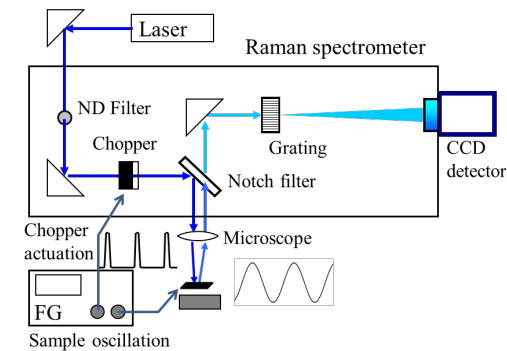 Laser
Raman spectrometer
ND Filter
Chopper
Grating
CCD
detector
Notch filter
Chopper
actuation
Microscope
FG
Sample oscillation